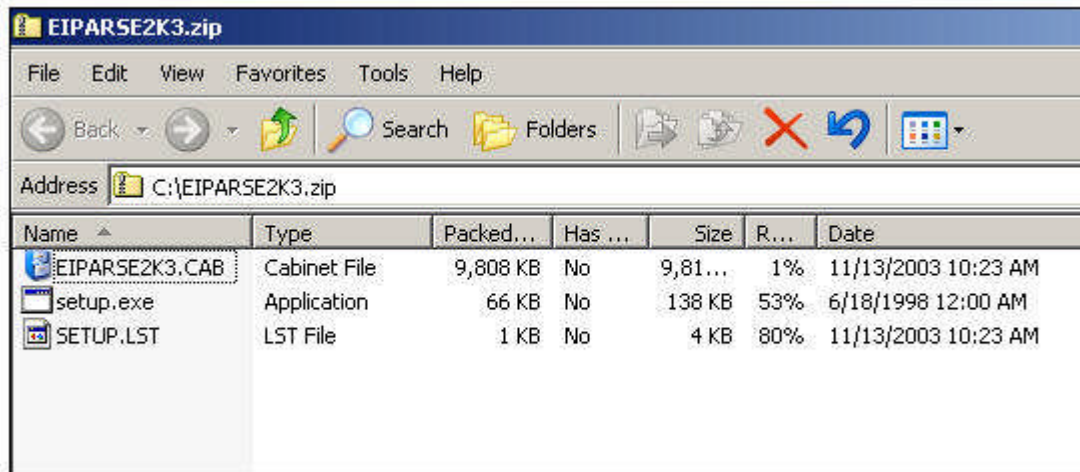 EIPARSE2K3.zip
File Edit View Favorites Tools Help
Back Search Folders
Address C:\EIPARSE2K3.zip
Name Type Packed... Has ... Size R... Date
EIPARSE2K3.CAB Cabinet File 9,808 KB No 9,81... 1% 11/13/2003 10:23 AM
setup.exe Application 66 KB No 138 KB 53% 6/18/1998 12:00 AM
SETUP.LST LST File 1 KB No 4 KB 80% 11/13/2003 10:23 AM